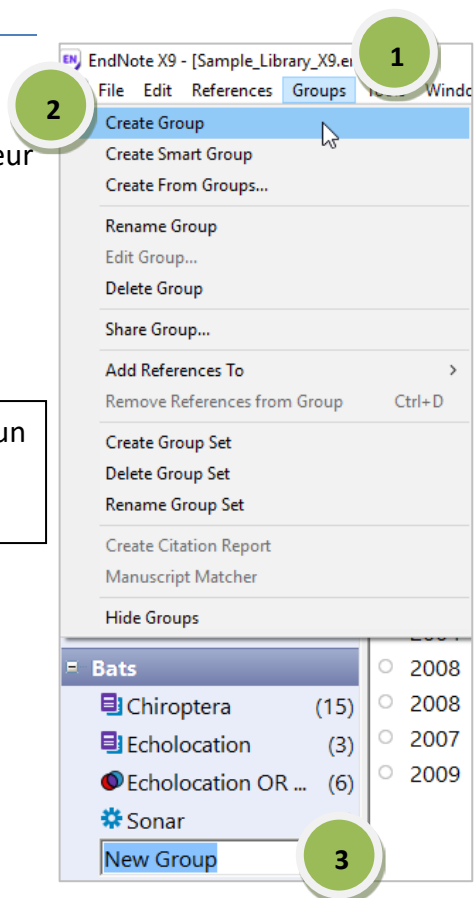 EndNote X9 - [Sample_Library_X9.en
1
File Edit References Groups Tools Windo
2
Create Group
eur
Create Smart Group
Create From Groups...
Rename Group
Edit Group...
Delete Group
Share Group...
Add References To >
Remove References from Group Ctrl+D
un
Create Group Set
Delete Group Set
Rename Group Set
Create Citation Report
Manuscript Matcher
Hide Groups
Bats 2008
Chiroptera (15) 2008
Echolocation (3) 2007
Echolocation OR ... (6) 2009
Sonar
New Group
3